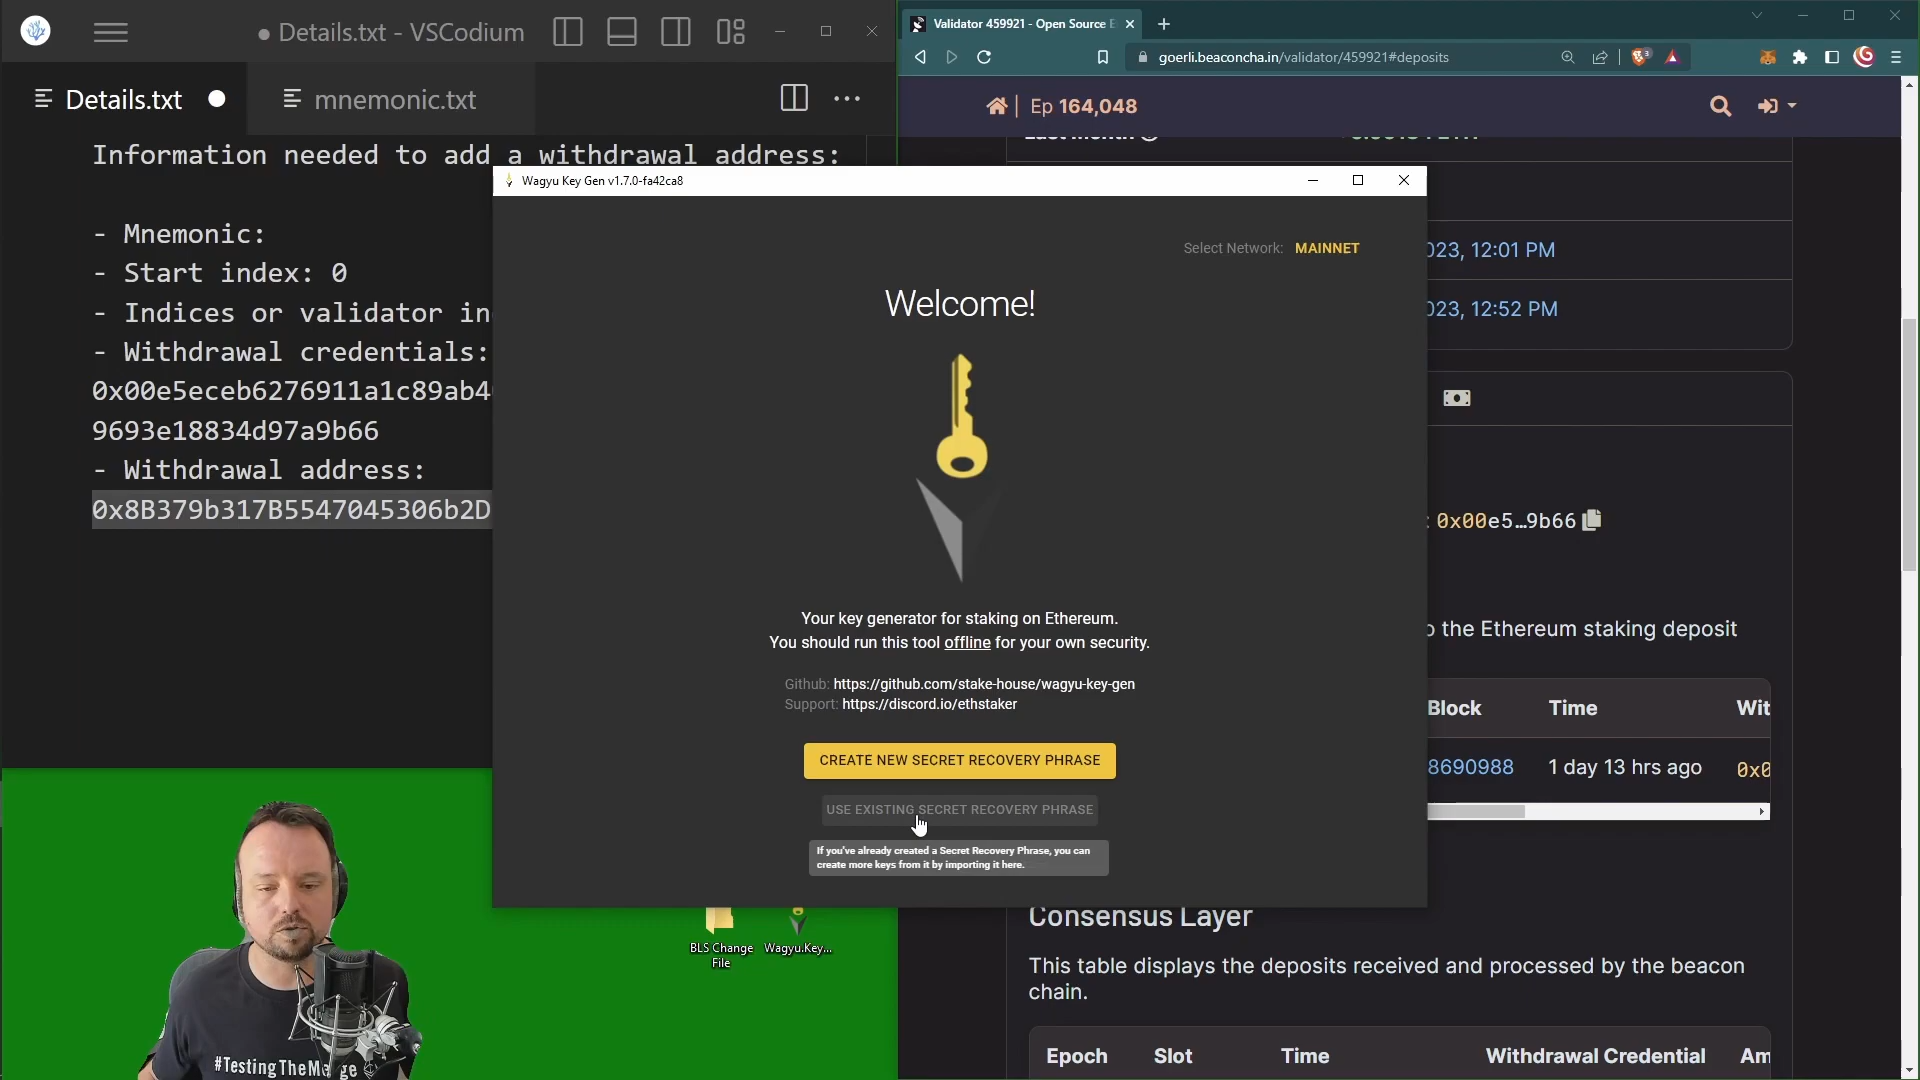 Details.txt - VSCodium
Details.txt
mnemonic.txt
Information needed to add a withdrawal address:
- Mnemonic:
- Start index: 0
- Indices or validator in
- Withdrawal credentials:
0x00e5eceb6276911a1c89ab4
9693e18834d97a9b66
- Withdrawal address:
0x8B379b317B5547045306b2D
Validator 459921 - Open Source E
goerli.beaconcha.in/validator/459921#deposits
3
Ep 164,048
023, 12:01 PM
023, 12:52 PM
: 0x00e5…9b66
o the Ethereum staking deposit
Block Time Wit
8690988 1 day 13 hrs ago 0x0
Consensus Layer
This table displays the deposits received and processed by the beacon
chain.
Epoch Slot Time Withdrawal Credential Am
Wagyu Key Gen v1.7.0-fa42ca8
Select Network: MAINNET
Welcome!
Your key generator for staking on Ethereum.
You should run this tool offline for your own security.
Github: https://github.com/stake-house/wagyu-key-gen
Support: https://discord.io/ethstaker
CREATE NEW SECRET RECOVERY PHRASE
USE EXISTING SECRET RECOVERY PHRASE
If you've already created a Secret Recovery Phrase, you can
create more keys from it by importing it here.
BLS Change
File
Wagyu.Key...
#TestingTheMerge